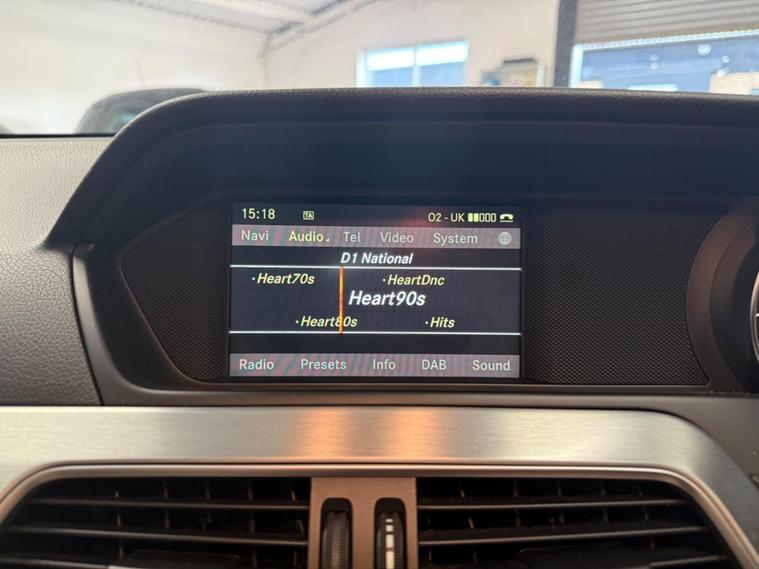 15:18 TA O2 - UK
Navi Audio Tel Video System
D1 National
·Heart70s ·HeartDnc
Heart90s
·Heart80s ·Hits
Radio Presets Info DAB Sound